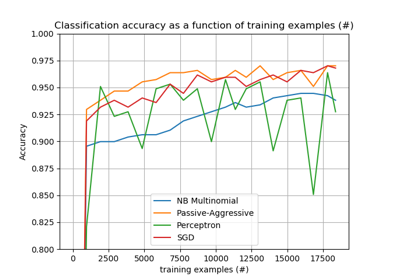 Classification accuracy as a function of training examples (#)
1.000
0.975
0.950
0.925
0.900
0.875
0.850
0.825
0.800
Accuracy
NB Multinomial
Passive-Aggressive
Perceptron
SGD
0 2500 5000 7500 10000 12500 15000 17500
training examples (#)